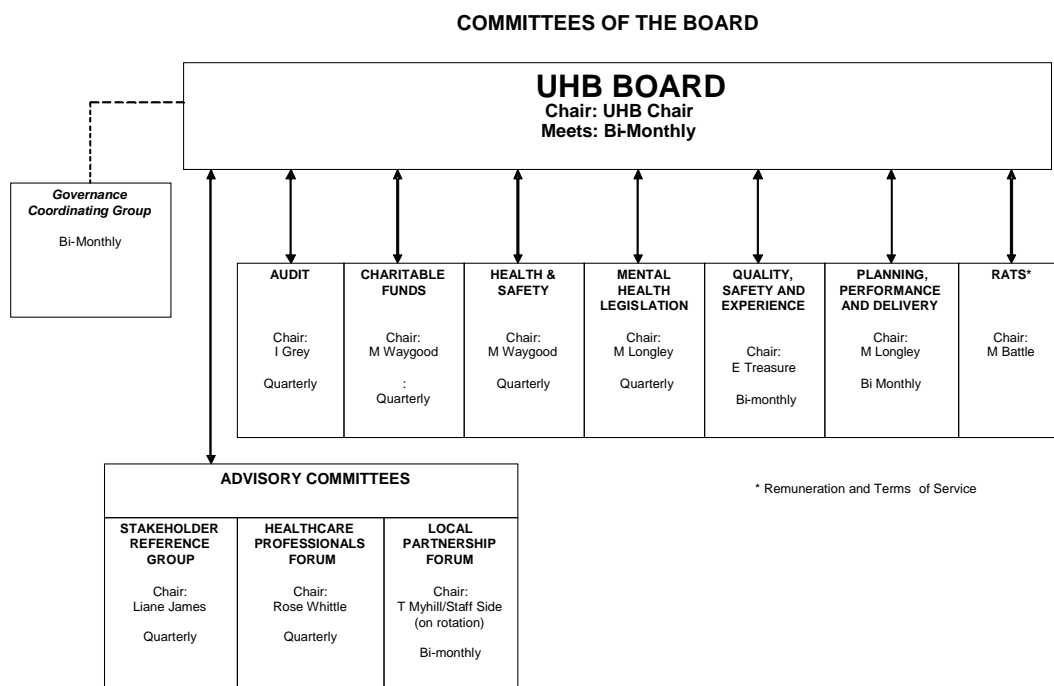 COMMITTEES OF THE BOARD
UHB BOARD
Chair: UHB Chair
Meets: Bi-Monthly
Governance
Coordinating Group
Bi-Monthly
AUDIT
Chair:
I Grey
Quarterly
CHARITABLE
FUNDS
Chair:
M Waygood
:
Quarterly
HEALTH &
SAFETY
Chair:
M Waygood
Quarterly
MENTAL
HEALTH
LEGISLATION
Chair:
M Longley
Quarterly
QUALITY,
SAFETY AND
EXPERIENCE
Chair:
E Treasure
Bi-monthly
PLANNING,
PERFORMANCE
AND DELIVERY
Chair:
M Longley
Bi Monthly
RATS*
Chair:
M Battle
ADVISORY COMMITTEES
STAKEHOLDER
REFERENCE
GROUP
Chair:
Liane James
Quarterly
HEALTHCARE
PROFESSIONALS
FORUM
Chair:
Rose Whittle
Quarterly
LOCAL
PARTNERSHIP
FORUM
Chair:
T Myhill/Staff Side
(on rotation)
Bi-monthly
* Remuneration and Terms of Service